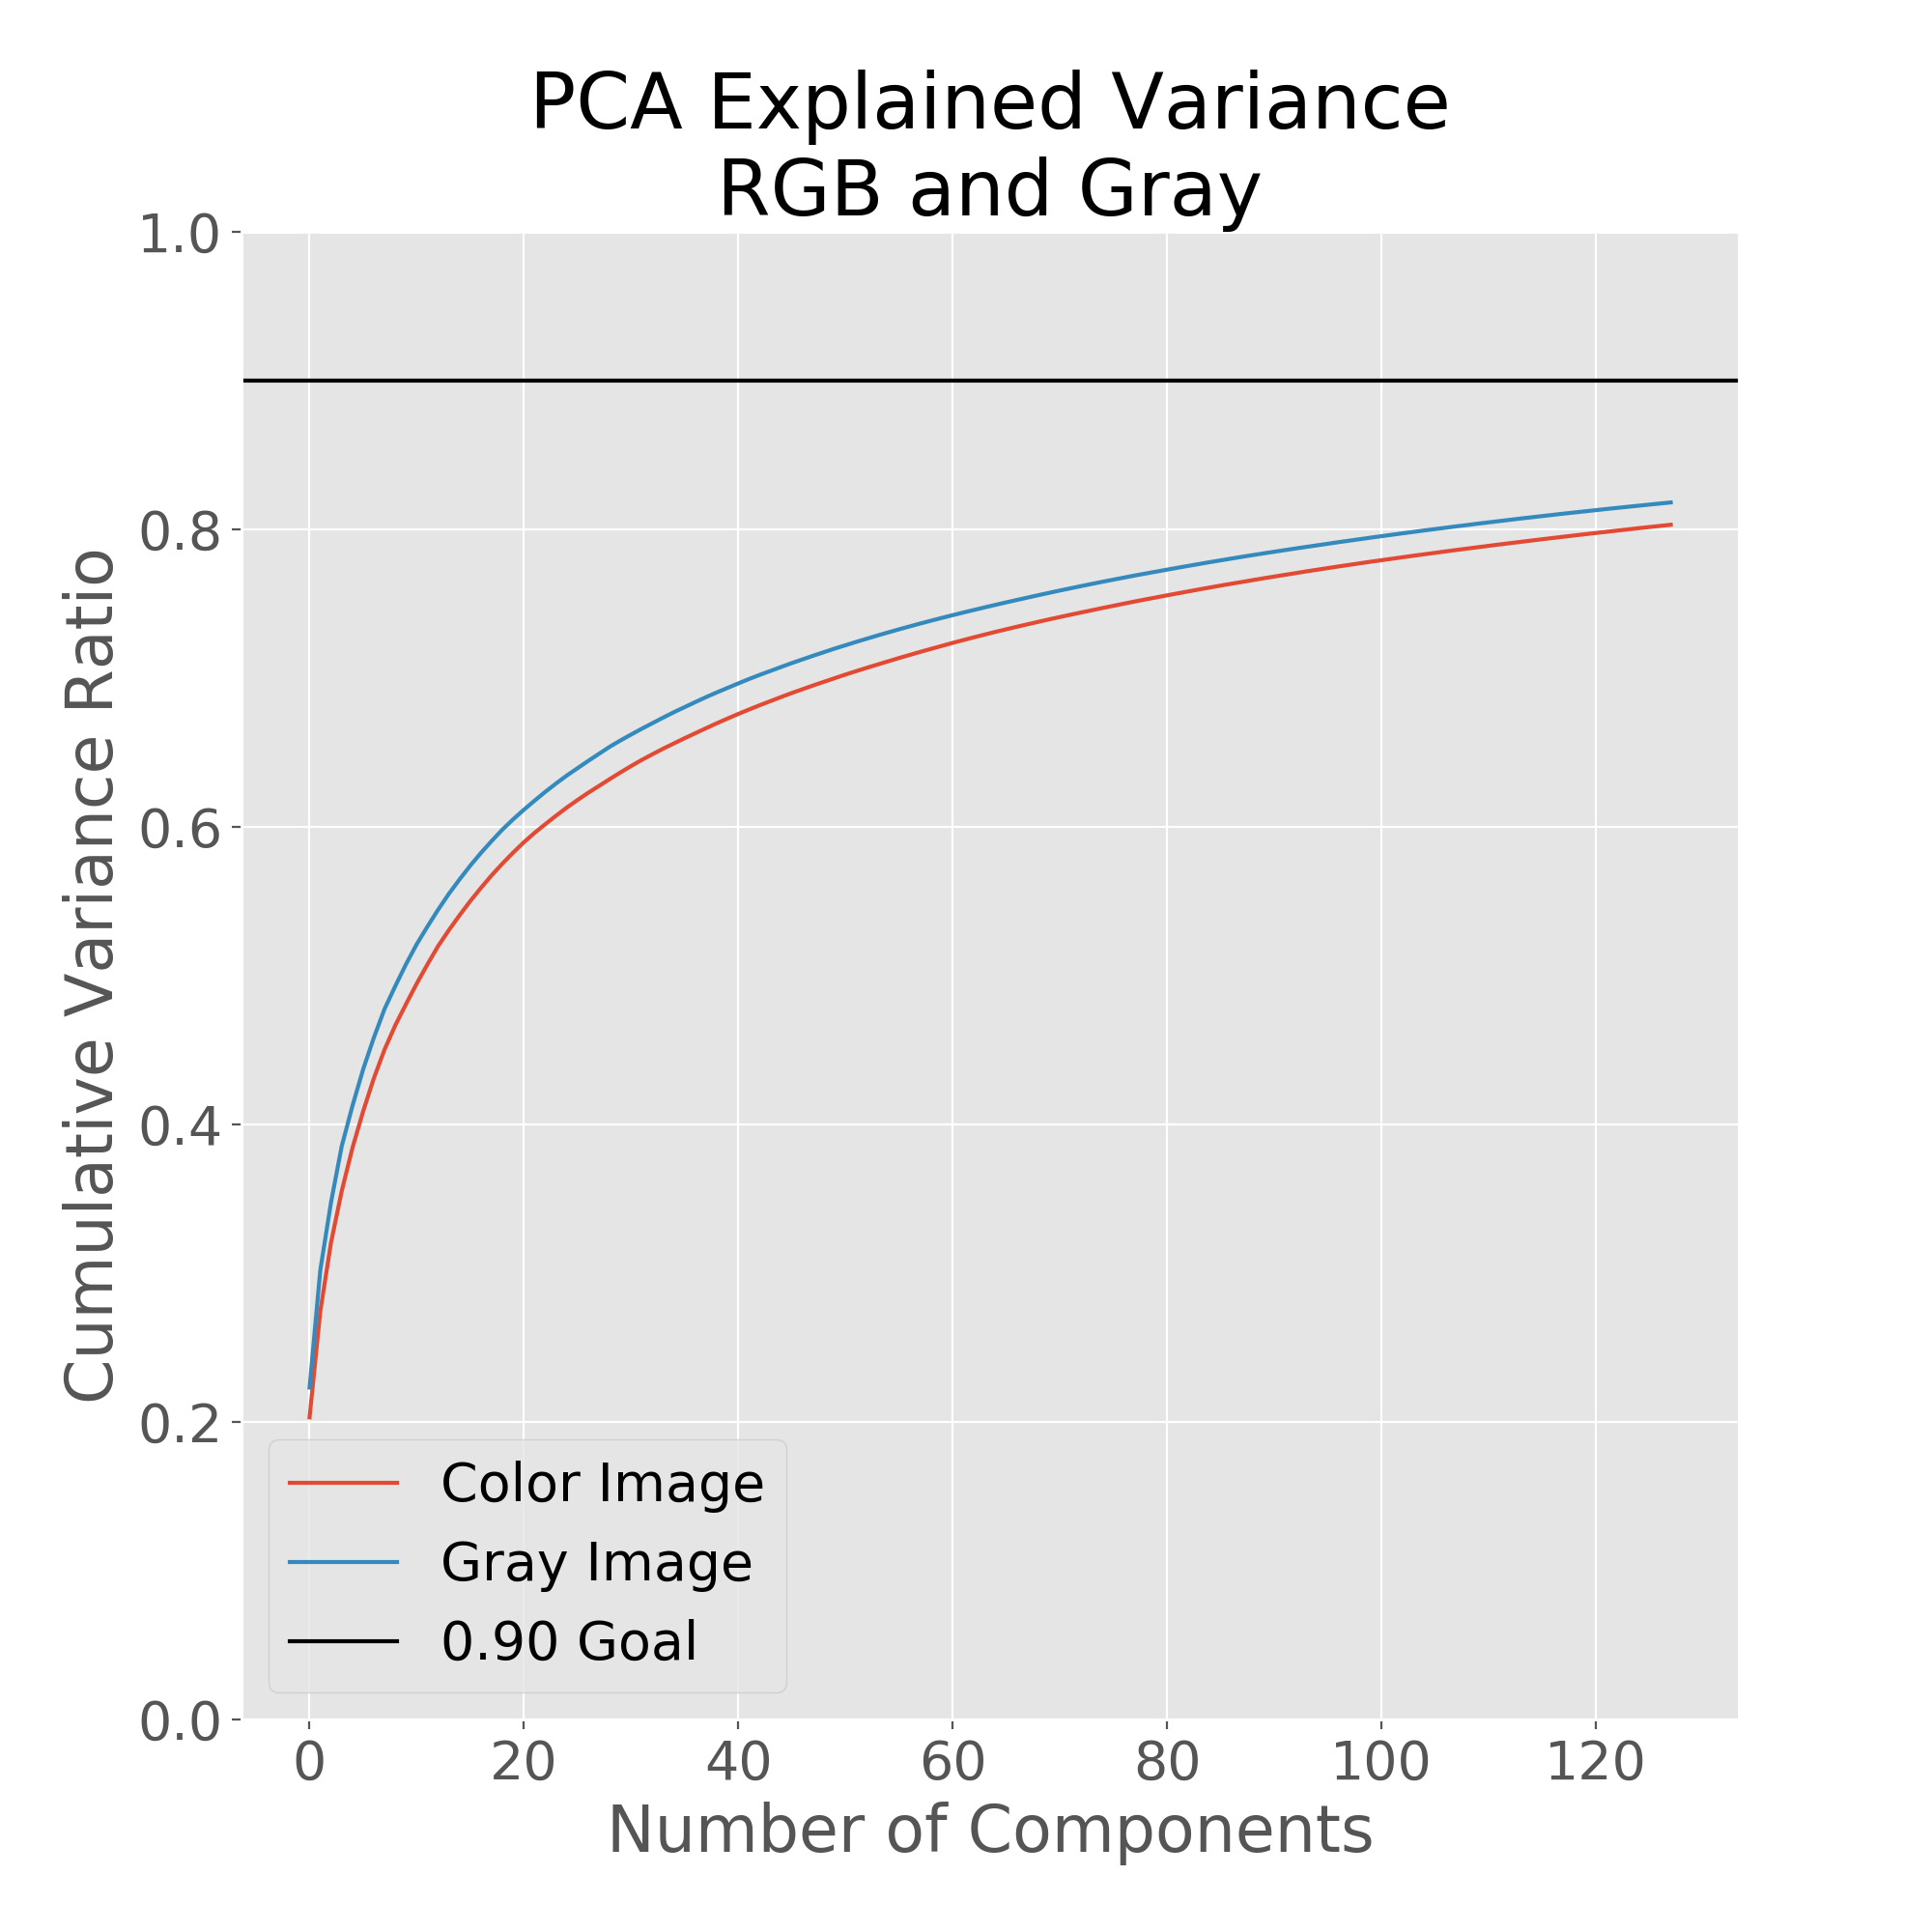 PCA Explained Variance
RGB and Gray
1.0
0.8
0.6
0.4
0.2
0.0
Cumulative Variance Ratio
Color Image
Gray Image
0.90 Goal
0 20 40 60 80 100 120
Number of Components